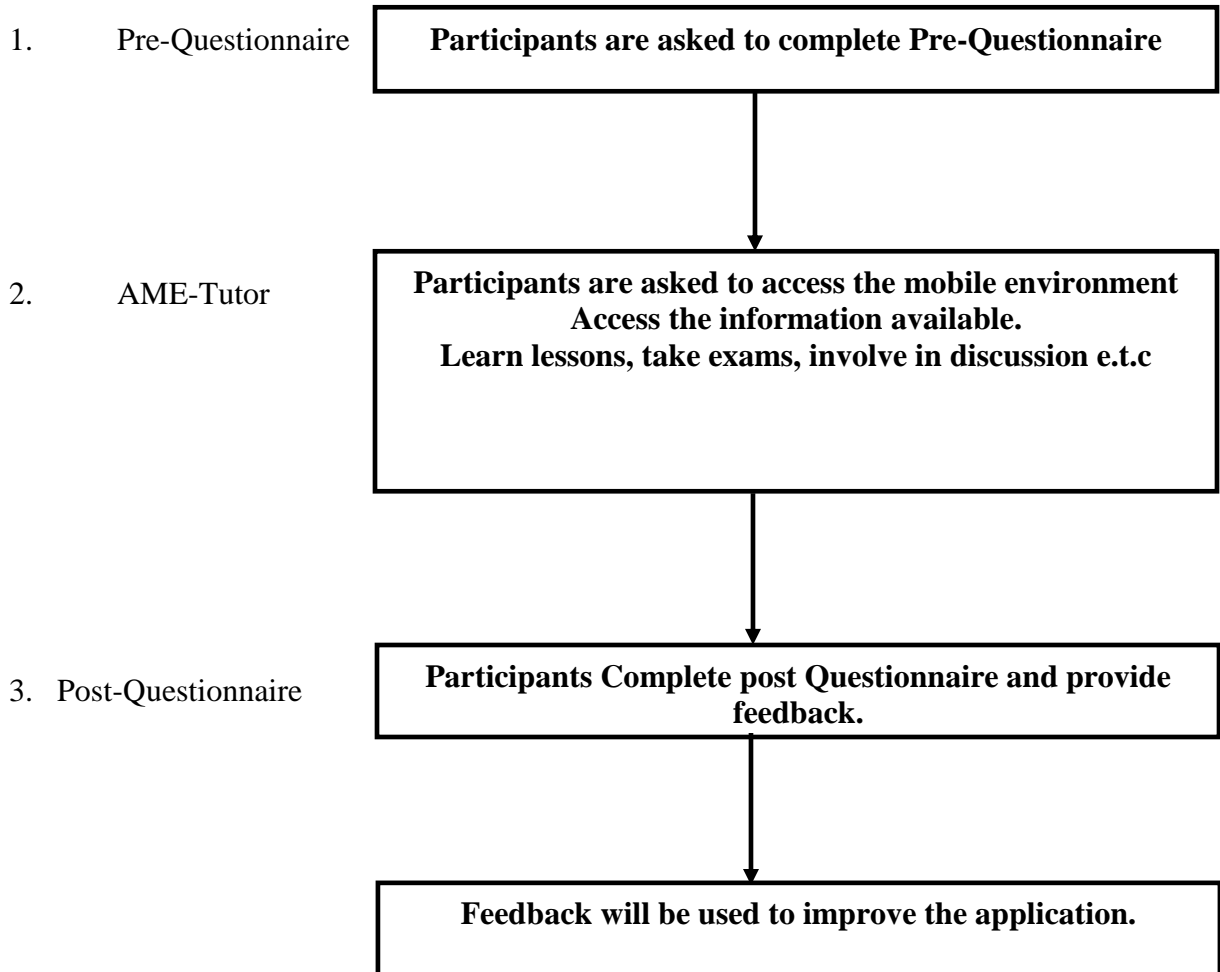 1. Pre-Questionnaire
Participants are asked to complete Pre-Questionnaire
2. AME-Tutor
Participants are asked to access the mobile environment
Access the information available.
Learn lessons, take exams, involve in discussion e.t.c
3. Post-Questionnaire
Participants Complete post Questionnaire and provide
feedback.
Feedback will be used to improve the application.